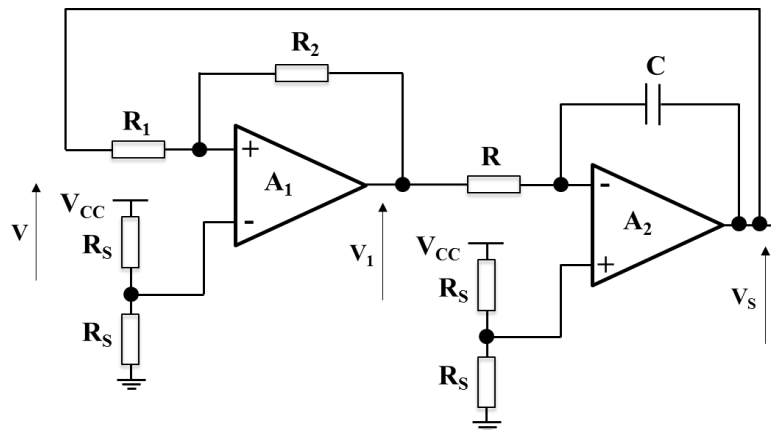 R2
C
R1
+
A1
-
R
-
A2
+
VCC
RS
RS
V
V1
VCC
RS
RS
VS